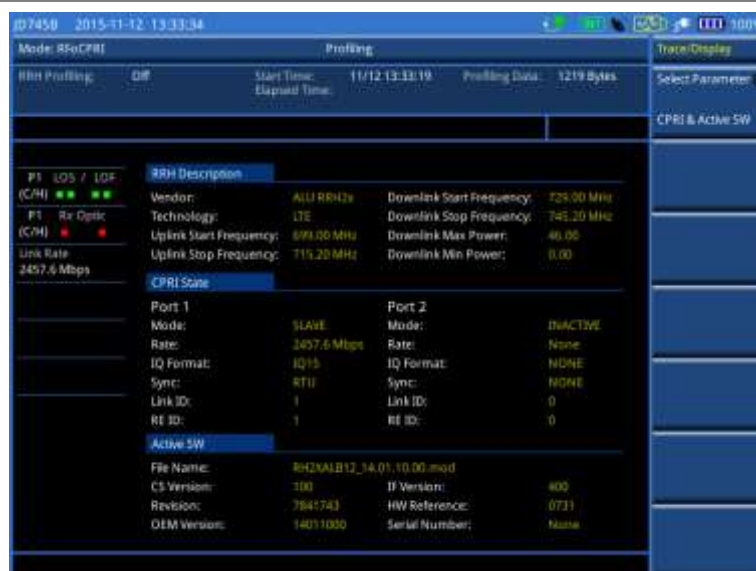 JD745B 2015-11-12 13:33:34
100%
Mode: RFoCPRI Profiling
Trace/Display
RRH Profiling: Off Start Time: 11/12 13:33:19 Profiling Data: 1219 Bytes
Elapsed Time:
Select Parameter
CPRI & Active SW
P1 LOS / LOF
(C/H)
P1 Rx Optic
(C/H)
Link Rate
2457.6 Mbps
RRH Description
Vendor: ALU RRH2x Downlink Start Frequency: 729.00 MHz
Technology: LTE Downlink Stop Frequency: 745.20 MHz
Uplink Start Frequency: 699.00 MHz Downlink Max Power: 46.00
Uplink Stop Frequency: 715.20 MHz Downlink Min Power: 0.00
CPRI State
Port 1 Port 2
Mode: SLAVE Mode: INACTIVE
Rate: 2457.6 Mbps Rate: None
IQ Format: IQ15 IQ Format: NONE
Sync: RTU Sync: NONE
Link ID: 1 Link ID: 0
RE ID: 1 RE ID: 0
Active SW
File Name: RH2XALB12_14.01.10.00.mod
CS Version: 100 IF Version: 400
Revision: 7841743 HW Reference: 0731
OEM Version: 14011000 Serial Number: None